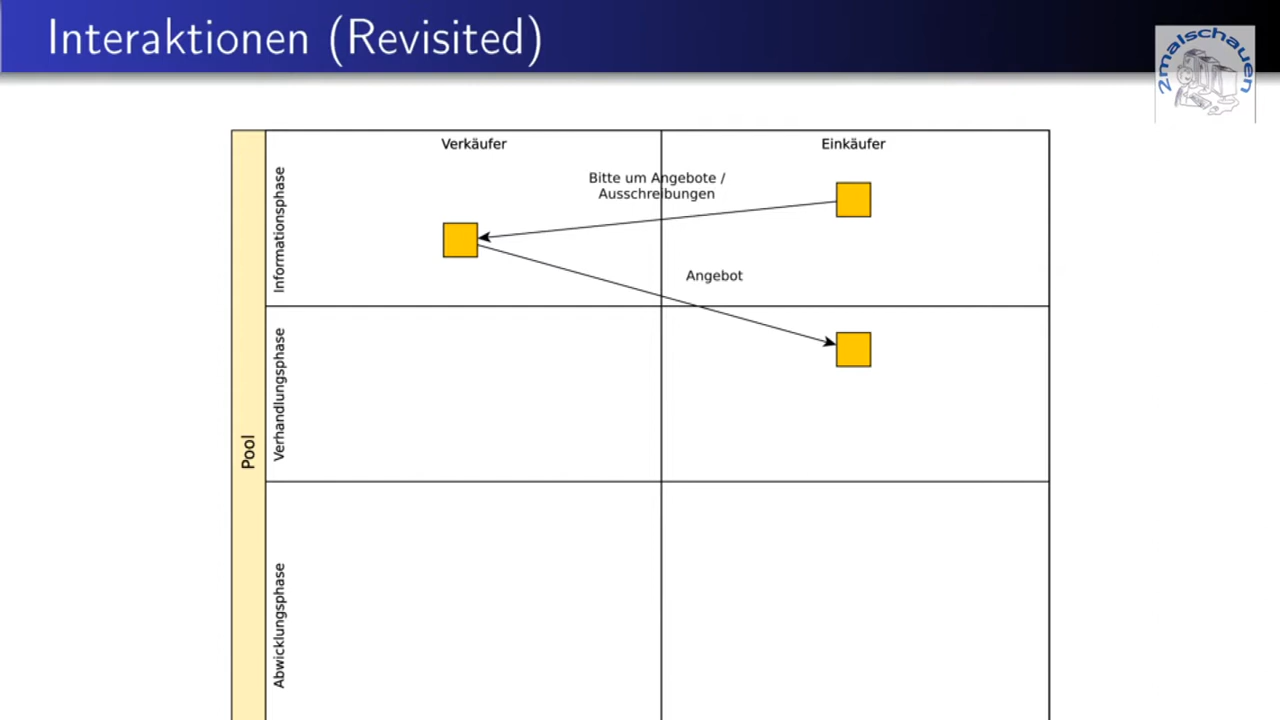 Interaktionen (Revisited)
2malschauen
Verkäufer
Einkäufer
Bitte um Angebote /
Ausschreibungen
Angebot
Informationsphase
Verhandlungsphase
Abwicklungsphase
Pool